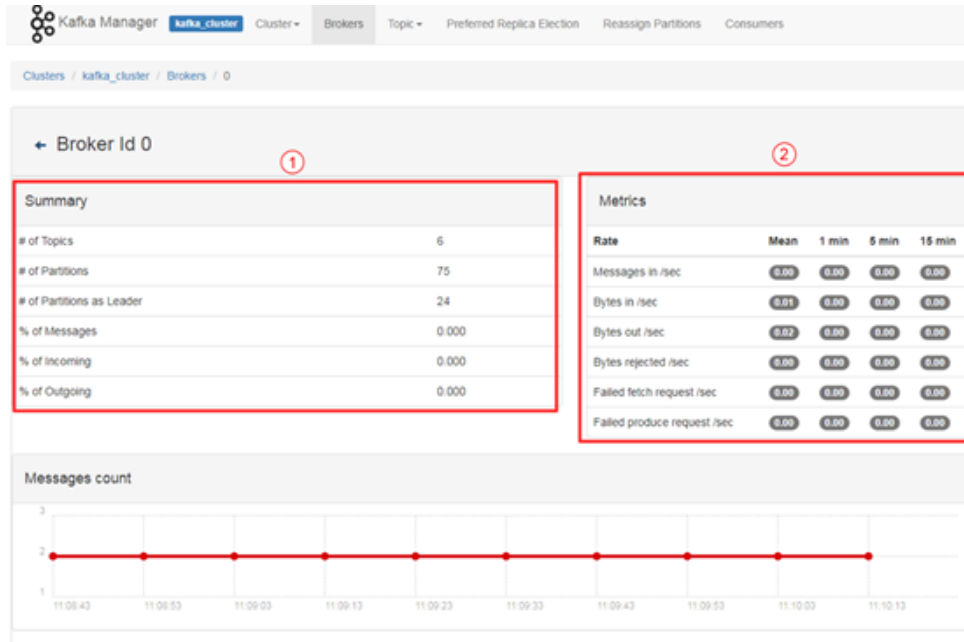 Kafka Manager kafka_cluster Cluster Brokers Topic Preferred Replica Election Reassign Partitions Consumers
Clusters / kafka_cluster / Brokers / 0
← Broker Id 0
①
②
Summary
# of Topics 6
# of Partitions 75
# of Partitions as Leader 24
% of Messages 0.000
% of Incoming 0.000
% of Outgoing 0.000
Metrics
Rate Mean 1 min 5 min 15 min
Messages in /sec 0.00 0.00 0.00 0.00
Bytes in /sec 0.01 0.00 0.00 0.00
Bytes out /sec 0.02 0.00 0.00 0.00
Bytes rejected /sec 0.00 0.00 0.00 0.00
Failed fetch request /sec 0.00 0.00 0.00 0.00
Failed produce request /sec 0.00 0.00 0.00 0.00
Messages count
3
2
1
11:08:43 11:08:53 11:09:03 11:09:13 11:09:23 11:09:33 11:09:43 11:09:53 11:10:03 11:10:13